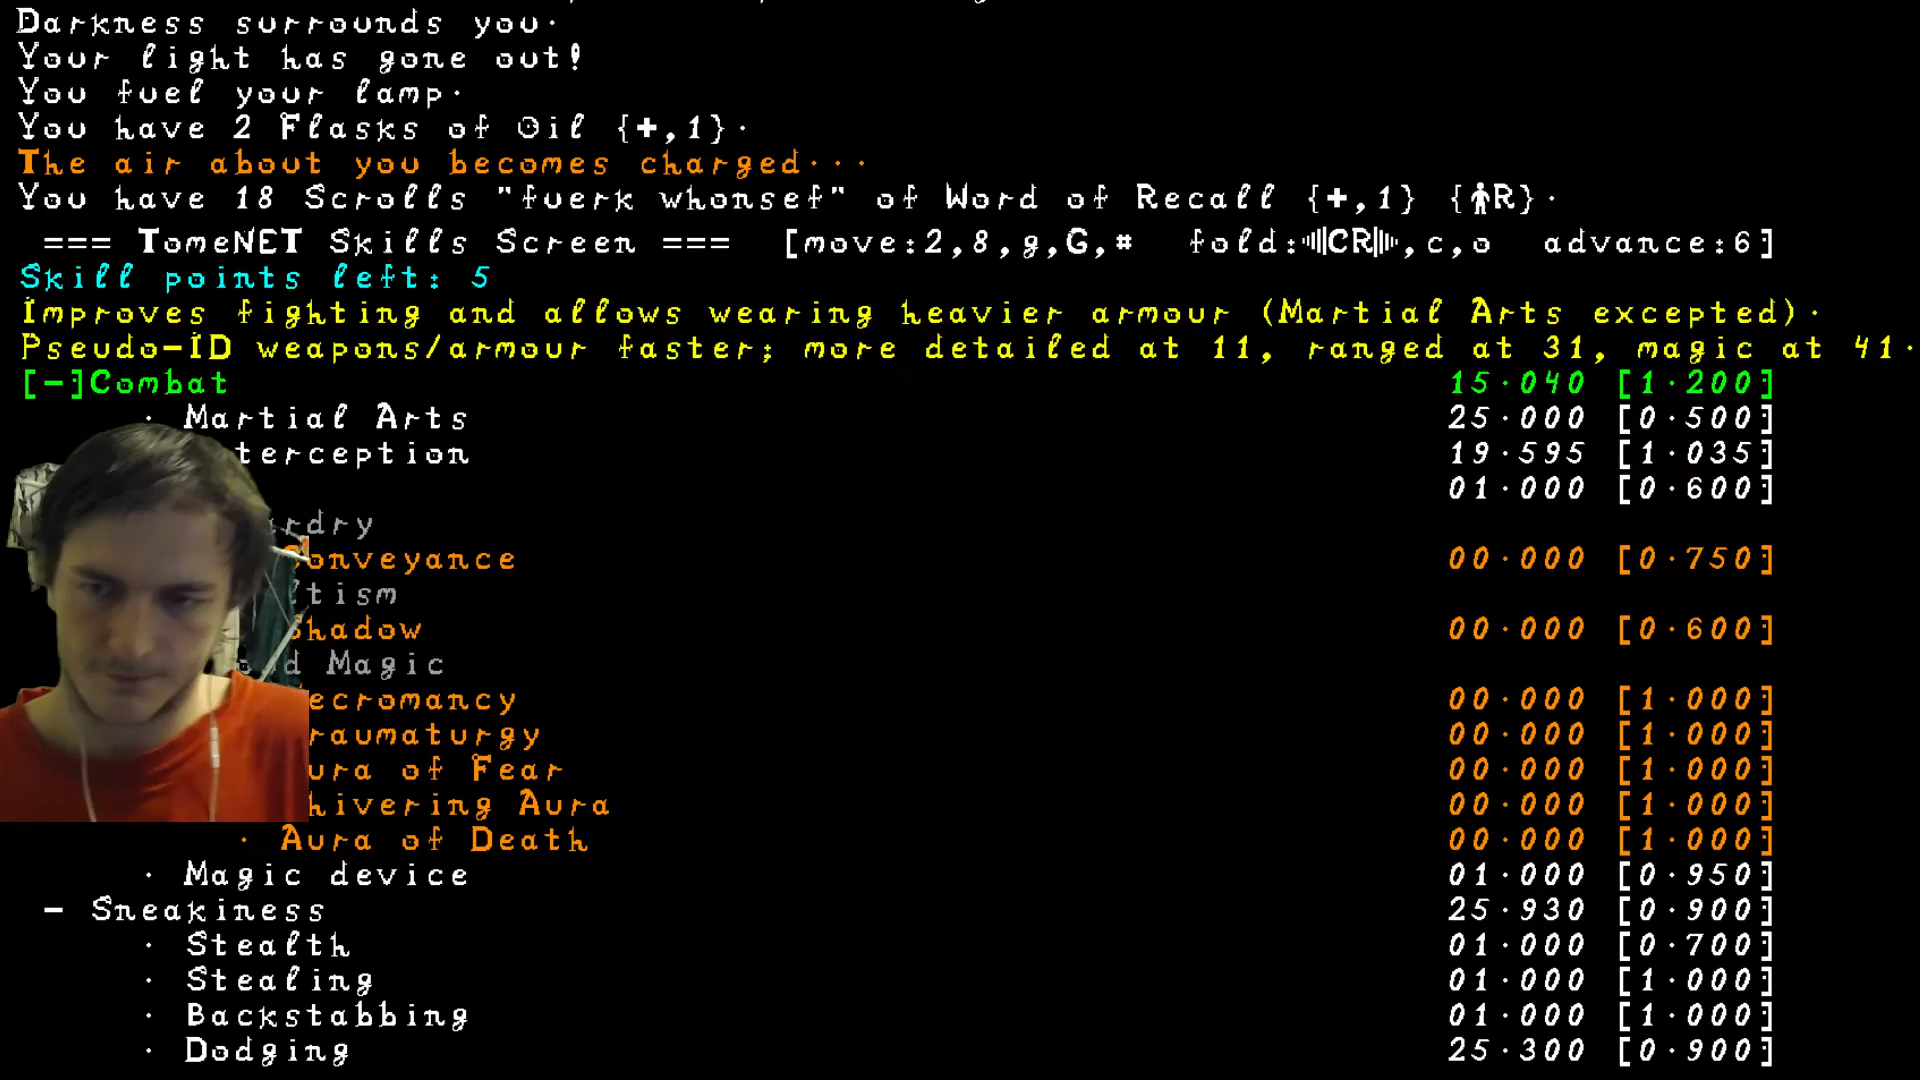 Darkness surrounds you.
Your light has gone out!
You fuel your lamp.
You have 2 Flasks of Oil {+,1}.
The air about you becomes charged...
You have 18 Scrolls "fuerk whonsef" of Word of Recall {+,1} {R}.
=== TomeNET Skills Screen === [move:2,8,g,G,# fold:CR,c,o advance:6]
Skill points left: 5
Improves fighting and allows wearing heavier armour (Martial Arts excepted).
Pseudo-ID weapons/armour faster; more detailed at 11, ranged at 31, magic at 41.
[-]Combat 15.040 [1.200]
. Martial Arts 25.000 [0.500]
terception 19.595 [1.035]
01.000 [0.600]
rdry
Conveyance 00.000 [0.750]
ltism
Shadow 00.000 [0.600]
od Magic
ecromancy 00.000 [1.000]
raumaturgy 00.000 [1.000]
ura of Fear 00.000 [1.000]
hivering Aura 00.000 [1.000]
. Aura of Death 00.000 [1.000]
. Magic device 01.000 [0.950]
- Sneakiness 25.930 [0.900]
. Stealth 01.000 [0.700]
. Stealing 01.000 [1.000]
. Backstabbing 01.000 [1.000]
. Dodging 25.300 [0.900]